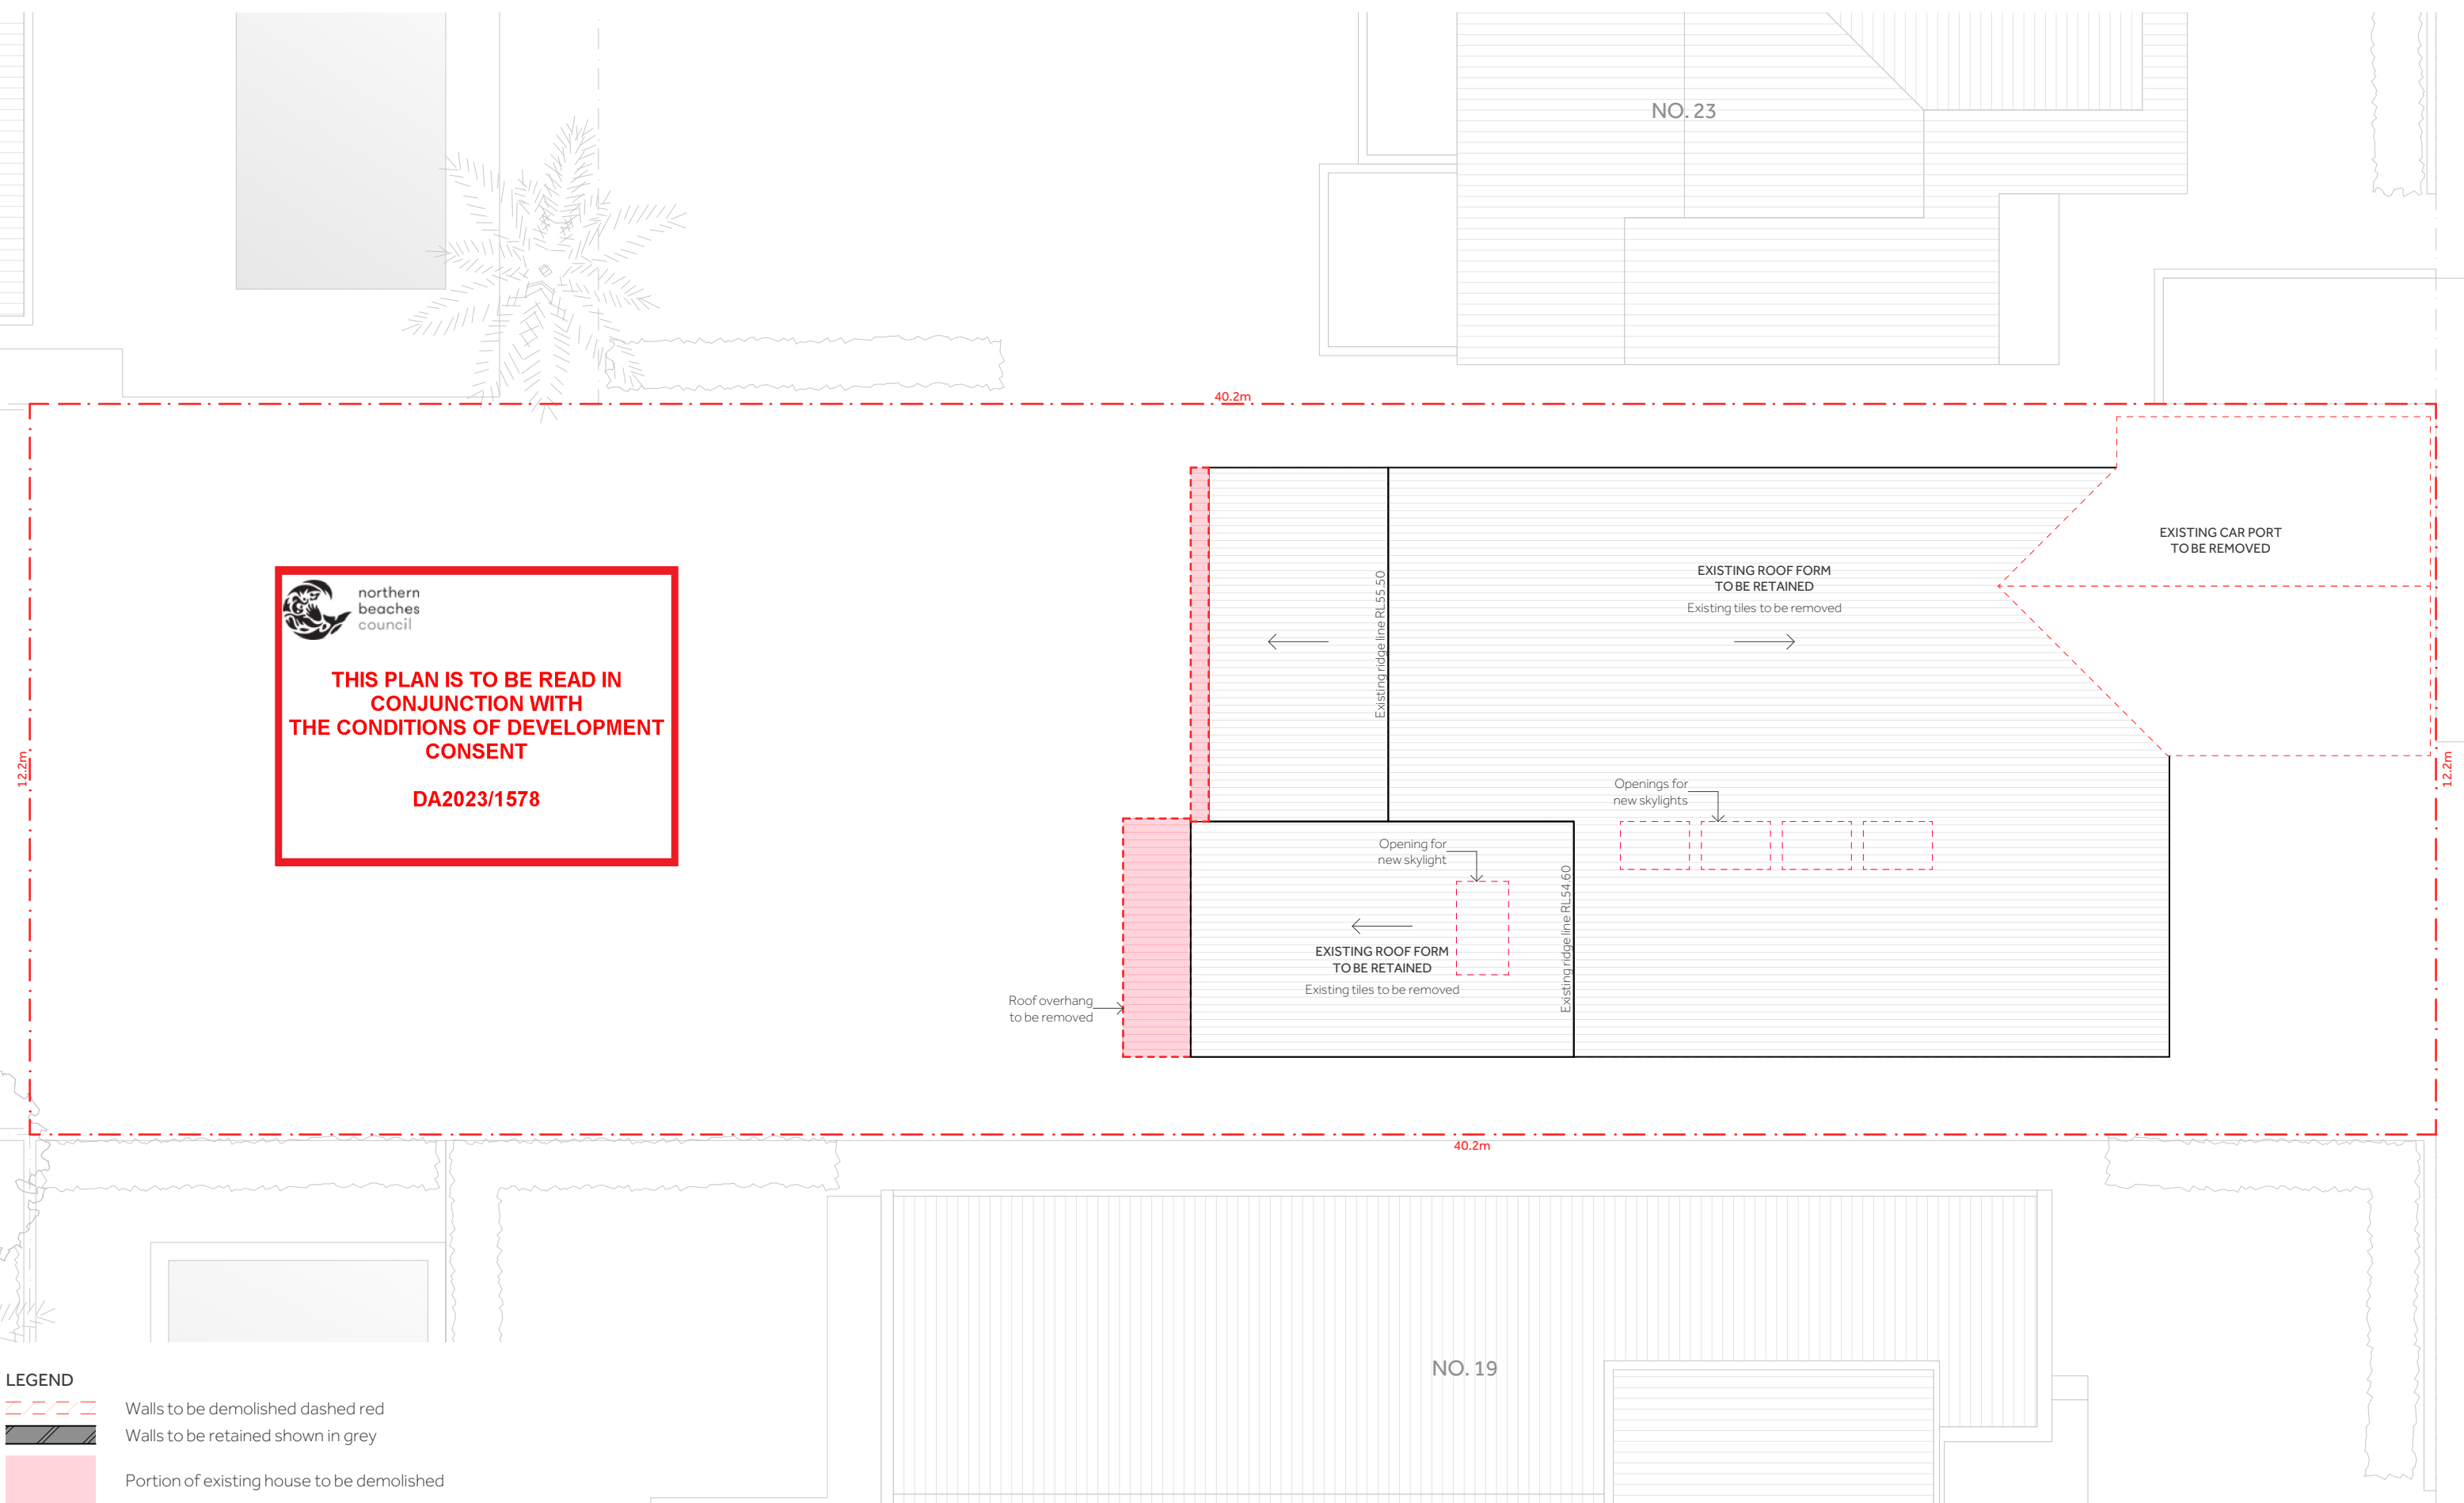 NO. 23
40.2m
EXISTING CAR PORT
TO BE REMOVED
EXISTING ROOF FORM
TO BE RETAINED
Existing tiles to be removed
Existing ridge line RL55.50
northern
beaches
council
THIS PLAN IS TO BE READ IN
CONJUNCTION WITH
THE CONDITIONS OF DEVELOPMENT
CONSENT
DA2023/1578
12.2m
12.2m
Openings for
new skylights
Opening for
new skylight
Existing ridge line RL54.60
EXISTING ROOF FORM
TO BE RETAINED
Existing tiles to be removed
Roof overhang
to be removed
40.2m
NO. 19
LEGEND
Walls to be demolished dashed red
Walls to be retained shown in grey
Portion of existing house to be demolished